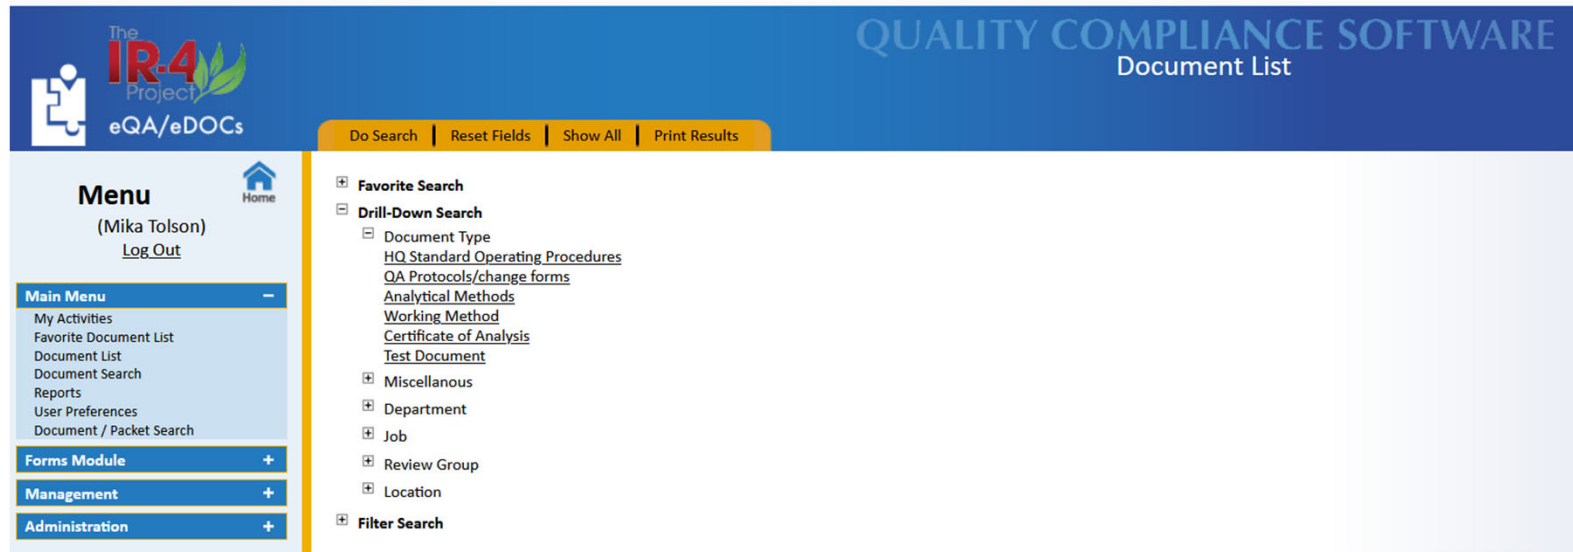 The
IR-4
Project
eQA/eDOCs
QUALITY COMPLIANCE SOFTWARE
Document List
Do Search
Reset Fields
Show All
Print Results
Menu
Home
(Mika Tolson)
Log Out
Main Menu
My Activities
Favorite Document List
Document List
Document Search
Reports
User Preferences
Document / Packet Search
Forms Module
Management
Administration
Favorite Search
Drill-Down Search
Document Type
HQ Standard Operating Procedures
QA Protocols/change forms
Analytical Methods
Working Method
Certificate of Analysis
Test Document
Miscellanous
Department
Job
Review Group
Location
Filter Search